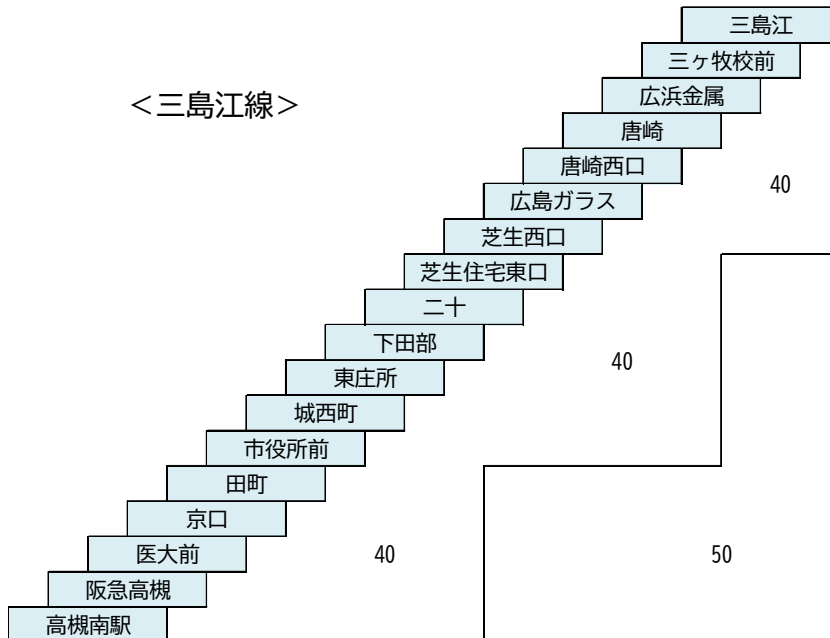 三島江
三ヶ牧校前
広浜金属
＜三島江線＞
唐崎
唐崎西口
40
広島ガラス
芝生西口
芝生住宅東口
二十
下田部
40
東庄所
城西町
市役所前
田町
京口
医大前
40
50
阪急高槻
高槻南駅